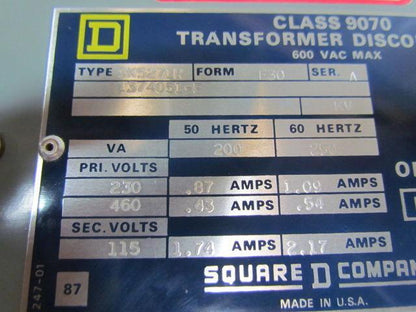 D
CLASS 9070
TRANSFORMER DISCO
600 VAC MAX
TYPE FORM E30 SER. A
KV
50 HERTZ 60 HERTZ
VA 200 250
PRI. VOLTS
230 .87 AMPS 1.09 AMPS
460 .43 AMPS .54 AMPS
SEC. VOLTS
115 1.74 AMPS 2.17 AMPS
SQUARE D COMPAN
MADE IN U.S.A.
87
247-01